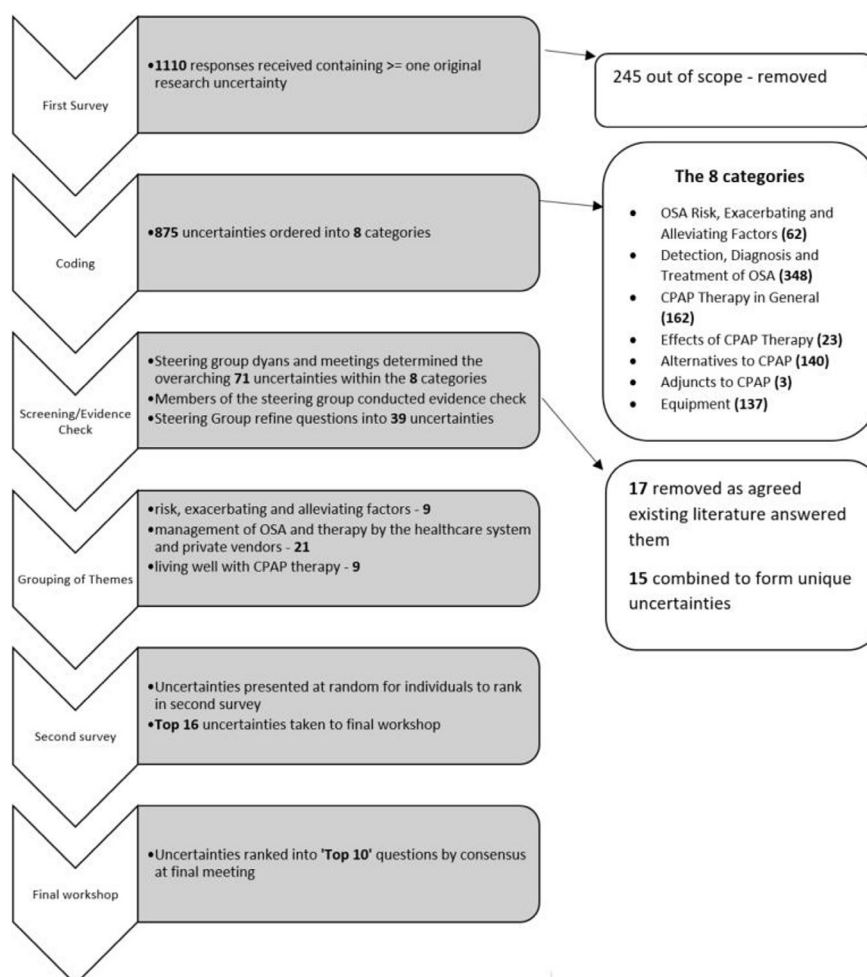 First Survey
•1110 responses received containing >= one original
research uncertainty
245 out of scope - removed
Coding
•875 uncertainties ordered into 8 categories
The 8 categories
• OSA Risk, Exacerbating and
Alleviating Factors (62)
• Detection, Diagnosis and
Treatment of OSA (348)
• CPAP Therapy in General
(162)
• Effects of CPAP Therapy (23)
• Alternatives to CPAP (140)
• Adjuncts to CPAP (3)
• Equipment (137)
Screening/Evidence
Check
•Steering group dyans and meetings determined the
overarching 71 uncertainties within the 8 categories
•Members of the steering group conducted evidence check
•Steering Group refine questions into 39 uncertainties
17 removed as agreed
existing literature answered
them
15 combined to form unique
uncertainties
Grouping of Themes
•risk, exacerbating and alleviating factors - 9
•management of OSA and therapy by the healthcare system
and private vendors - 21
•living well with CPAP therapy - 9
Second survey
•Uncertainties presented at random for individuals to rank
in second survey
•Top 16 uncertainties taken to final workshop
Final workshop
•Uncertainties ranked into 'Top 10' questions by consensus
at final meeting